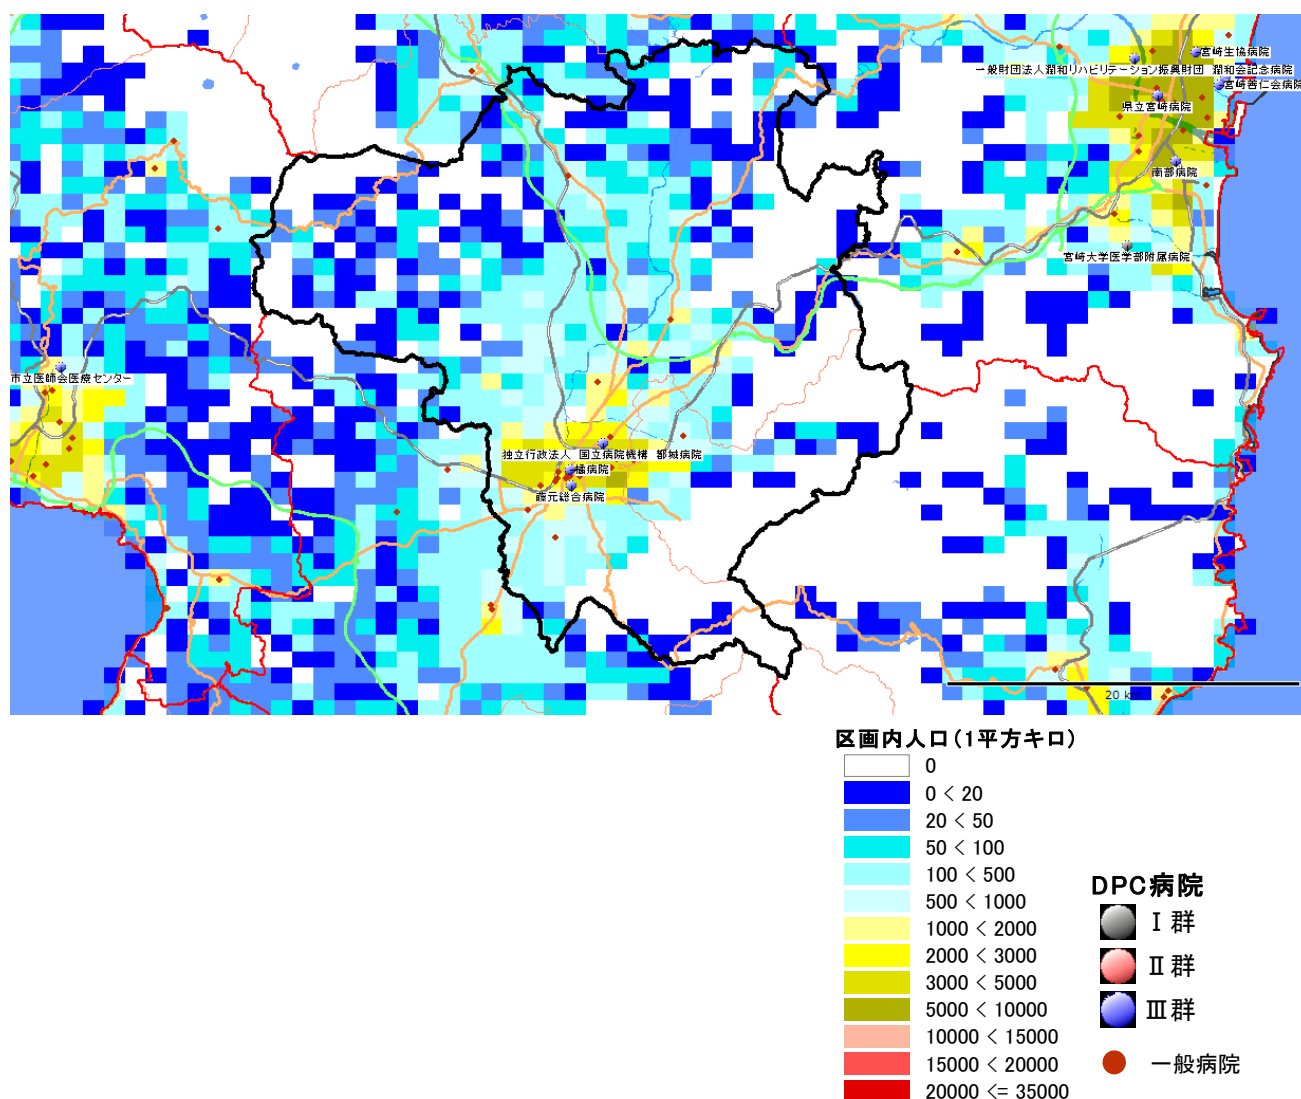 宮崎生協病院
一般財団法人潤和リハビリテーション振興財団 潤和会記念病院
宮崎善仁会病院
県立宮崎病院
南部病院
宮崎大学医学部附属病院
市立医師会医療センター
独立行政法人 国立病院機構 都城病院
橘病院
藤元総合病院
20 km
区画内人口(1平方キロ)
0
0 < 20
20 < 50
50 < 100
100 < 500
500 < 1000
1000 < 2000
2000 < 3000
3000 < 5000
5000 < 10000
10000 < 15000
15000 < 20000
20000 <= 35000
DPC病院
Ⅰ群
Ⅱ群
Ⅲ群
一般病院